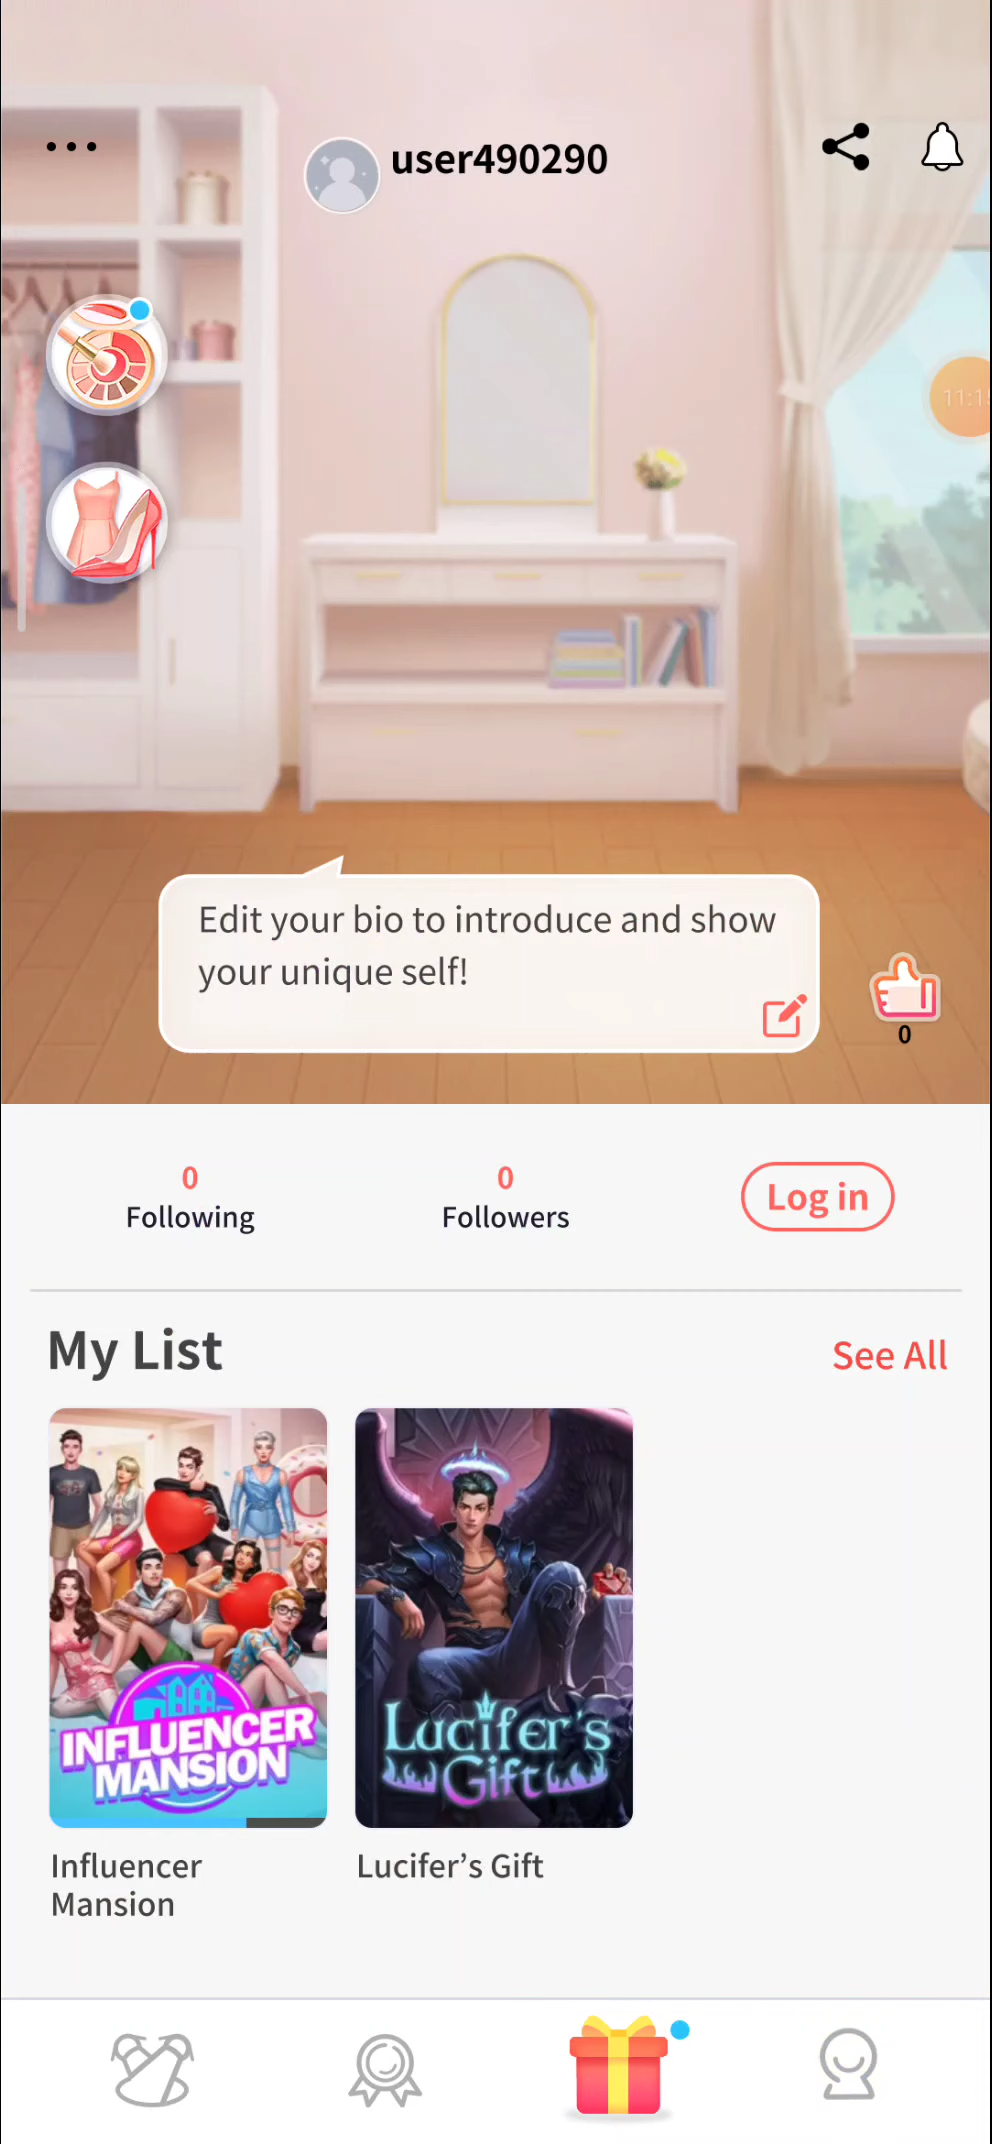 user490290
Edit your bio to introduce and show
your unique self!
0
0
Following
0
Followers
Log in
My List
See All
INFLUENCER
MANSION
Lucifer's
Gift
Influencer
Mansion
Lucifer’s Gift